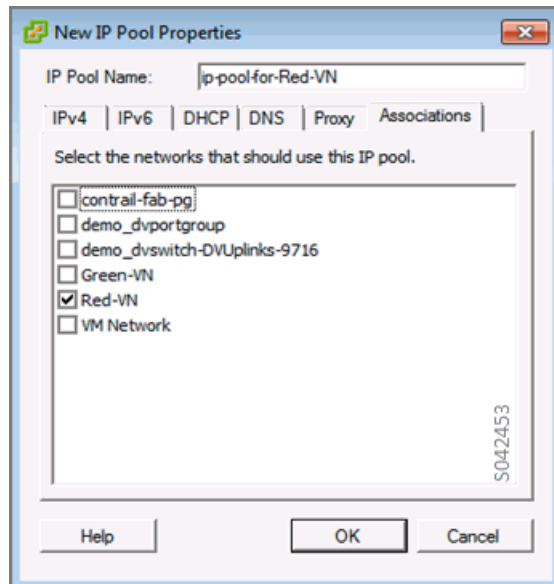 New IP Pool Properties
IP Pool Name: ip-pool-for-Red-VN
IPv4 IPv6 DHCP DNS Proxy Associations
Select the networks that should use this IP pool.
contrail-fab-pg
demo_dvportgroup
demo_dvswitch-DVUplinks-9716
Green-VN
Red-VN
VM Network
S042453
Help OK Cancel